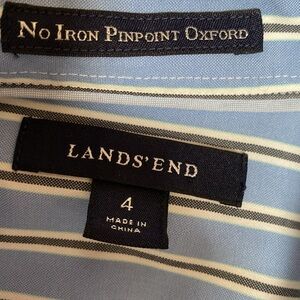 NO IRON PINPOINT OXFORD
LANDS' END
4
MADE IN
CHINA